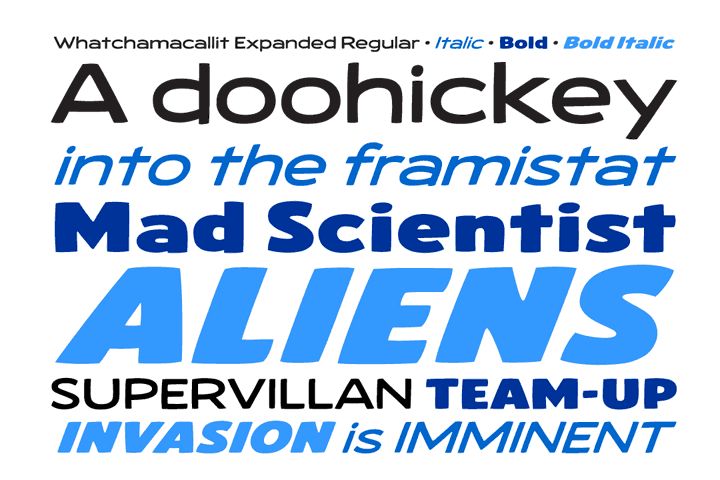 Whatchamacallit Expanded Regular • Italic • Bold • Bold Italic
A doohickey
into the framistat
Mad Scientist
ALIENS
SUPERVILLAN TEAM-UP
INVASION is IMMINENT